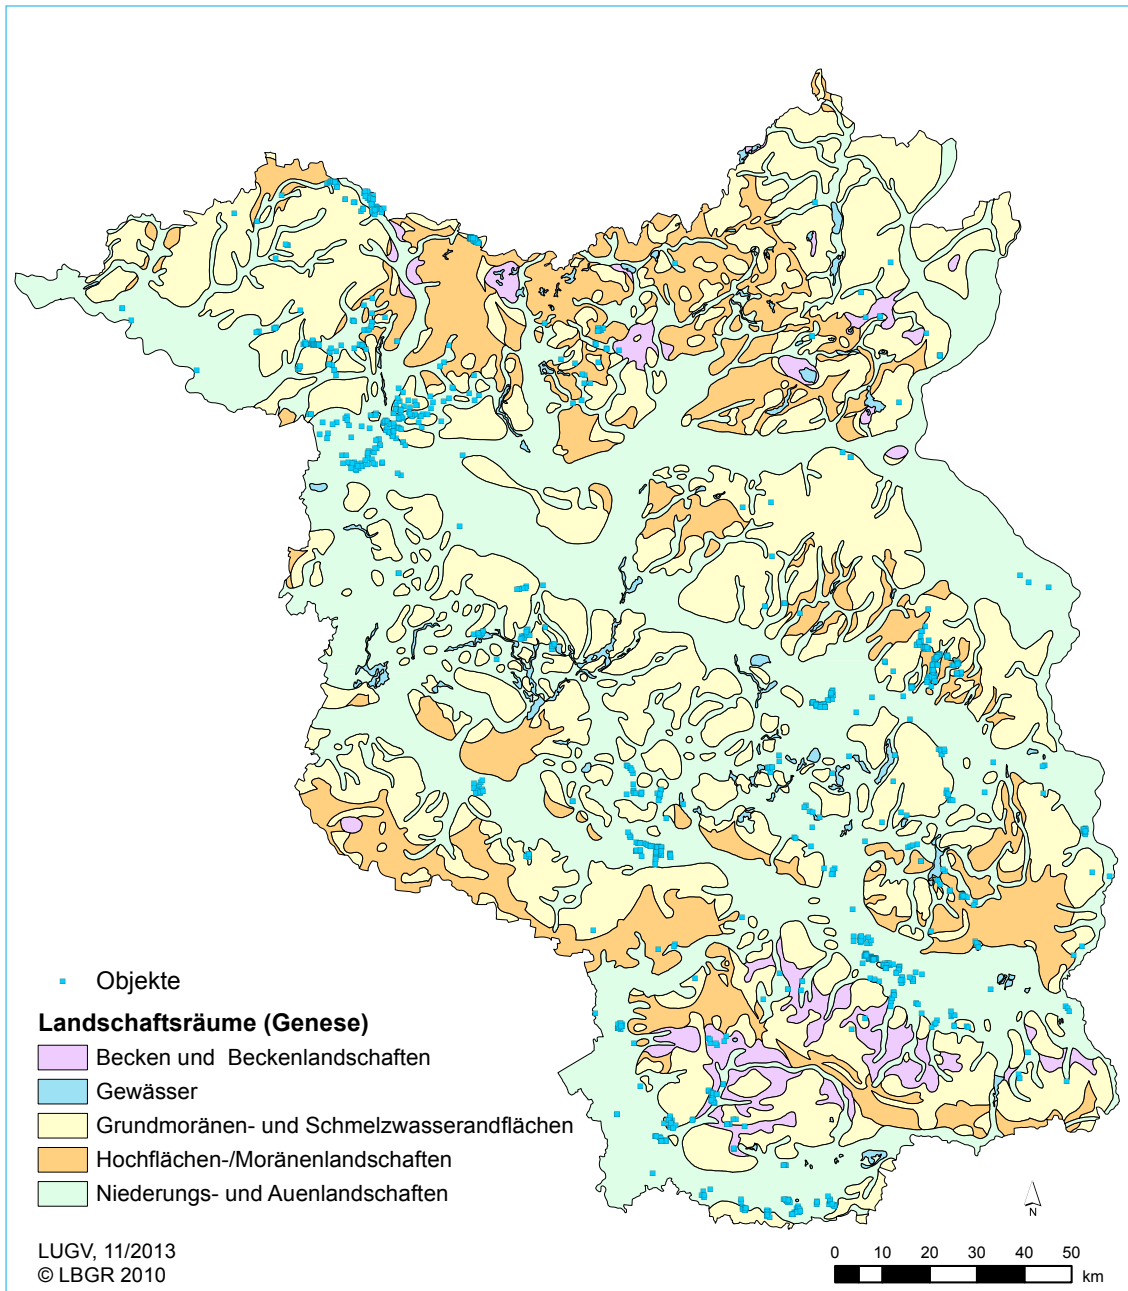 Objekte
Landschaftsräume (Genese)
Becken und Beckenlandschaften
Gewässer
Grundmoränen- und Schmelzwasserandflächen
Hochflächen-/Moränenlandschaften
Niederungs- und Auenlandschaften
LUGV, 11/2013
© LBGR 2010
N
0 10 20 30 40 50
km